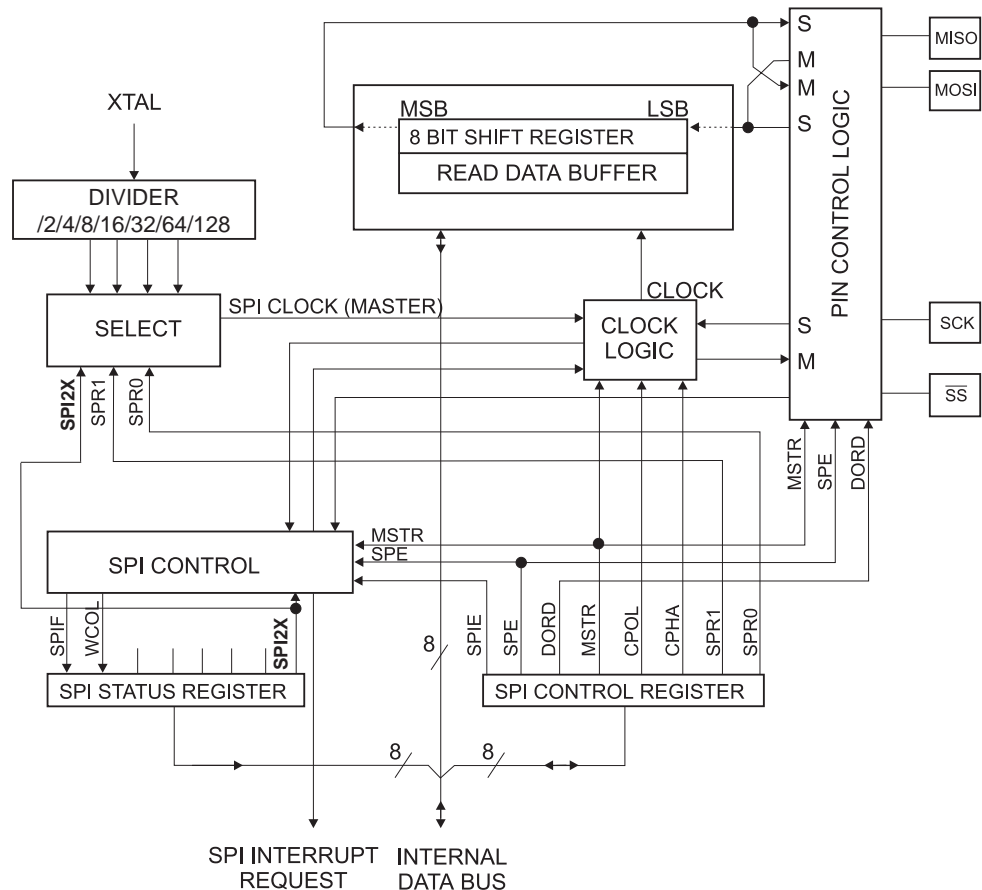 S
MISO
M
XTAL
MSB
LSB
M
MOSI
8 BIT SHIFT REGISTER
S
READ DATA BUFFER
DIVIDER
/2/4/8/16/32/64/128
PIN CONTROL LOGIC
SPI CLOCK (MASTER)
CLOCK
SELECT
CLOCK
LOGIC
S
SCK
M
SS
SPI2X
SPR1
SPR0
MSTR
SPE
DORD
MSTR
SPE
SPI CONTROL
SPIF
WCOL
SPI2X
8
SPIE
SPE
DORD
MSTR
CPOL
CPHA
SPR1
SPR0
SPI STATUS REGISTER
SPI CONTROL REGISTER
8
8
SPI INTERRUPT
REQUEST
INTERNAL
DATA BUS